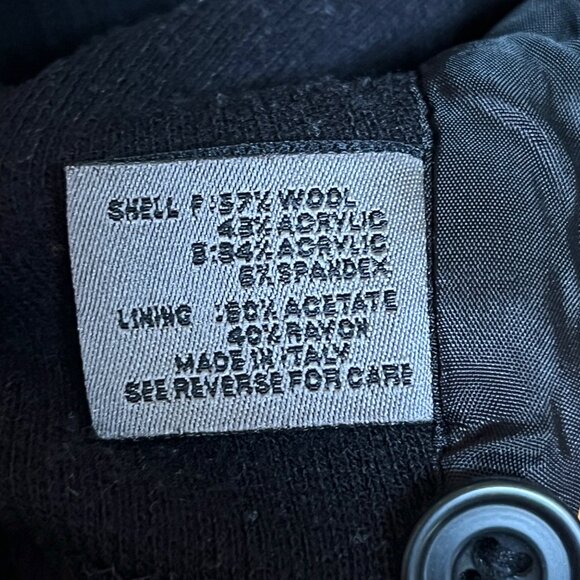 SHELL F:57% WOOL
43% ACRYLIC
B:94% ACRYLIC
6% SPANDEX
LINING :60% ACETATE
40% RAYON
MADE IN ITALY
SEE REVERSE FOR CARE